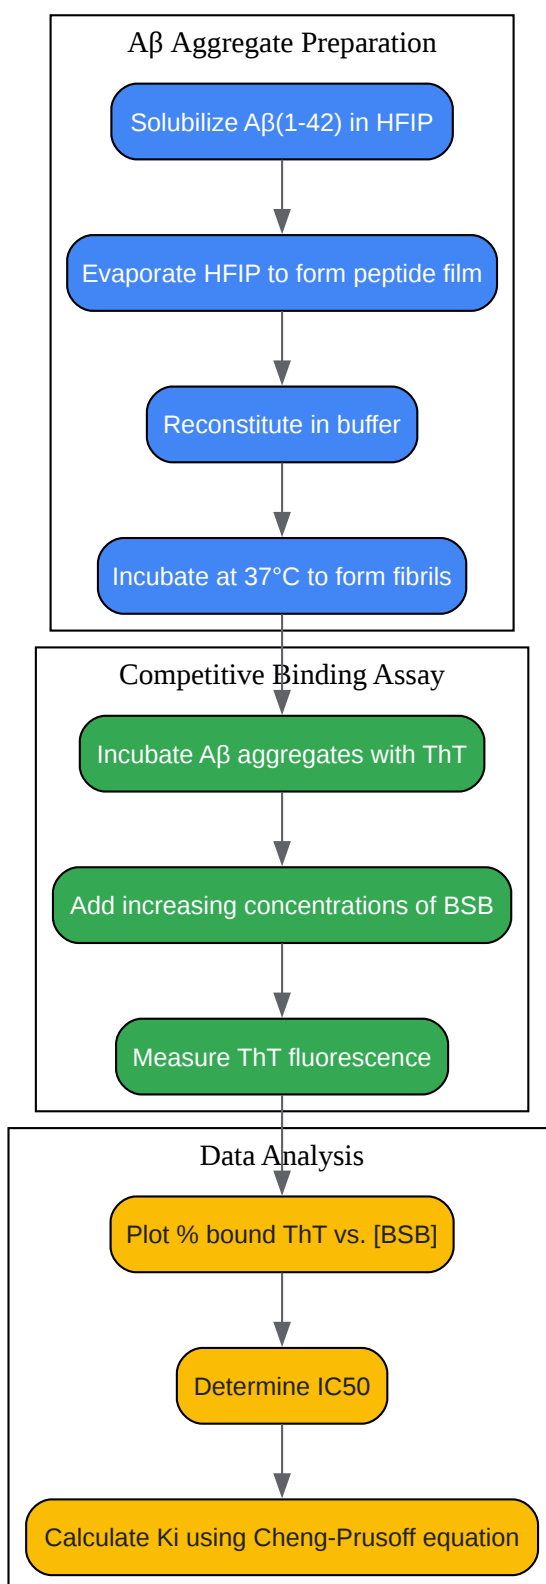 Aβ Aggregate Preparation
Solubilize Aβ(1-42) in HFIP
Evaporate HFIP to form peptide film
Reconstitute in buffer
Incubate at 37°C to form fibrils
Competitive Binding Assay
Incubate Aβ aggregates with ThT
Add increasing concentrations of BSB
Measure ThT fluorescence
Data Analysis
Plot % bound ThT vs. [BSB]
Determine IC50
Calculate Ki using Cheng-Prusoff equation